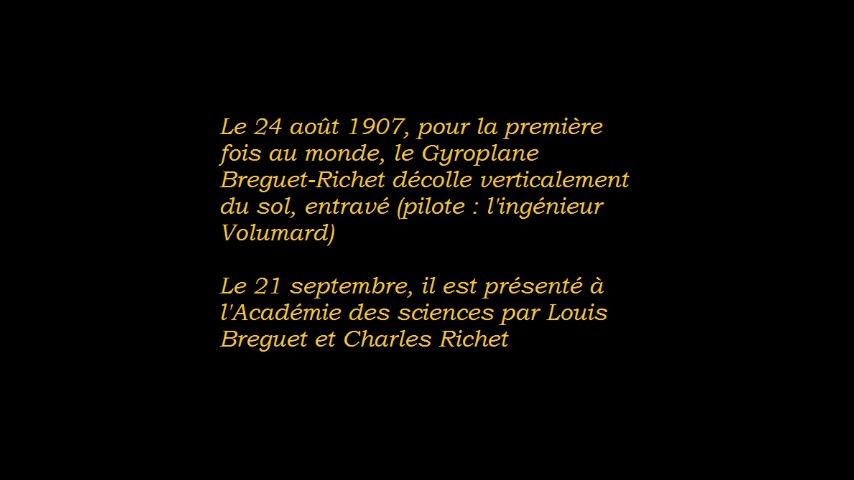 Le 24 août 1907, pour la première
fois au monde, le Gyroplane
Breguet-Richet décolle verticalement
du sol, entravé (pilote : l'ingénieur
Volumard)
Le 21 septembre, il est présenté à
l'Académie des sciences par Louis
Breguet et Charles Richet